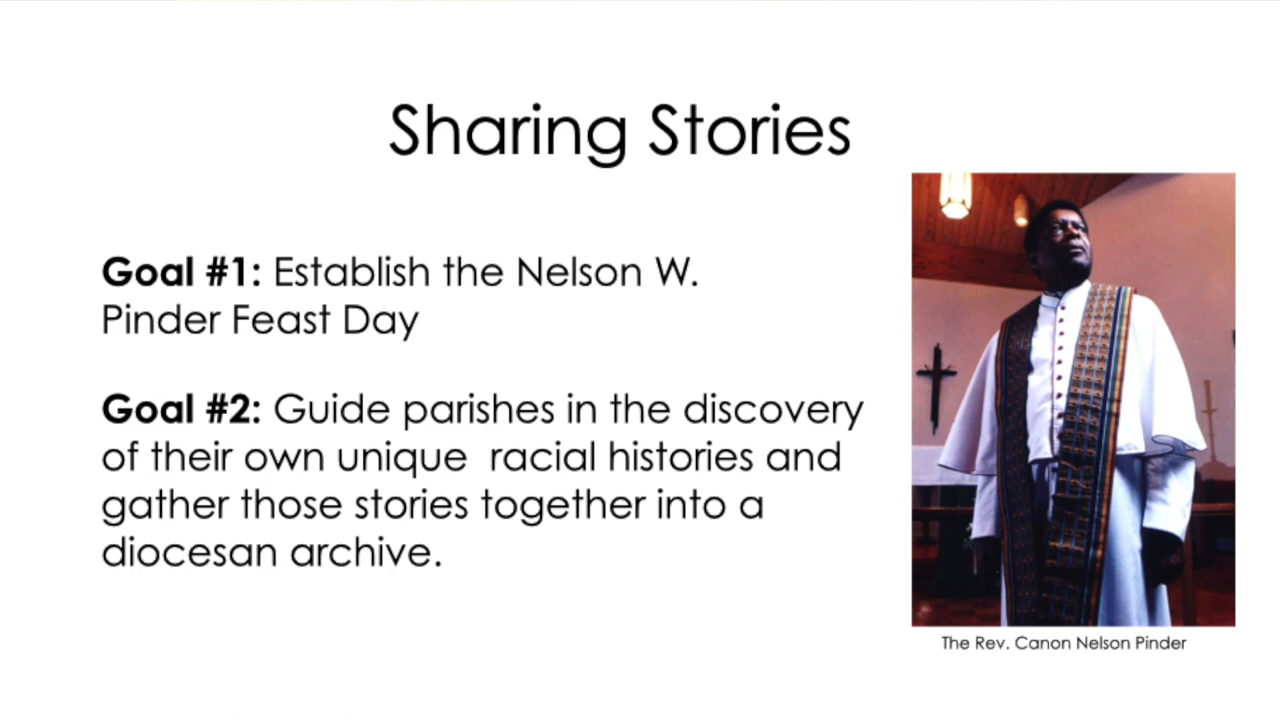 Sharing Stories
Goal #1: Establish the Nelson W.
Pinder Feast Day
Goal #2: Guide parishes in the discovery
of their own unique  racial histories and
gather those stories together into a
diocesan archive.
The Rev. Canon Nelson Pinder